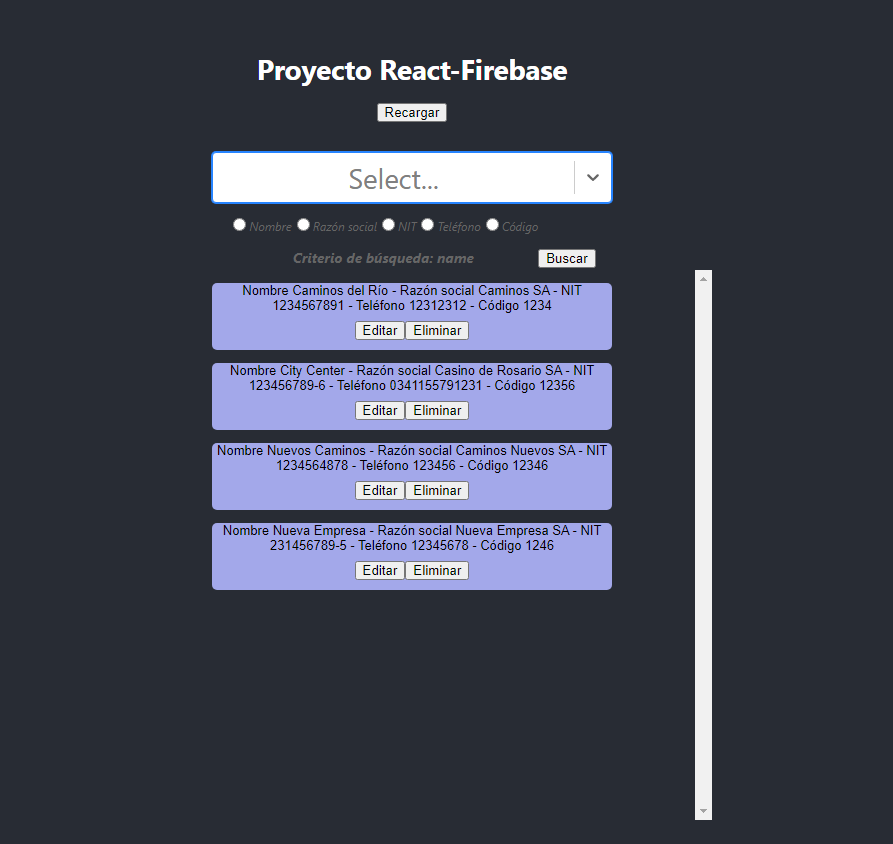 Proyecto React-Firebase
Recargar
Select...
Nombre Razón social NIT Teléfono Código
Criterio de búsqueda: name Buscar
Nombre Caminos del Río - Razón social Caminos SA - NIT
1234567891 - Teléfono 12312312 - Código 1234
Editar Eliminar
Nombre City Center - Razón social Casino de Rosario SA - NIT
123456789-6 - Teléfono 0341155791231 - Código 12356
Editar Eliminar
Nombre Nuevos Caminos - Razón social Caminos Nuevos SA - NIT
1234564878 - Teléfono 123456 - Código 12346
Editar Eliminar
Nombre Nueva Empresa - Razón social Nueva Empresa SA - NIT
231456789-5 - Teléfono 12345678 - Código 1246
Editar Eliminar